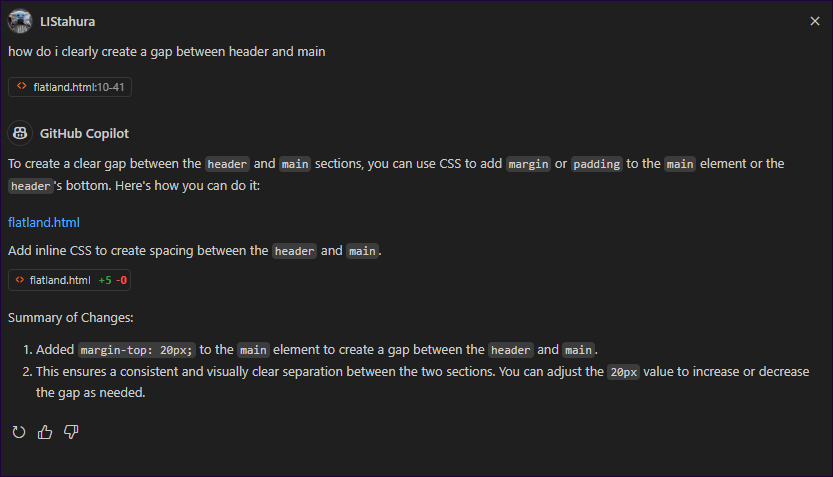 LIStahura
how do i clearly create a gap between header and main
flatland.html:10-41
GitHub Copilot
To create a clear gap between the header and main sections, you can use CSS to add margin or padding to the main element or the
header's bottom. Here's how you can do it:
flatland.html
Add inline CSS to create spacing between the header and main.
flatland.html +5 -0
Summary of Changes:
1. Added margin-top: 20px; to the main element to create a gap between the header and main.
2. This ensures a consistent and visually clear separation between the two sections. You can adjust the 20px value to increase or decrease
the gap as needed.